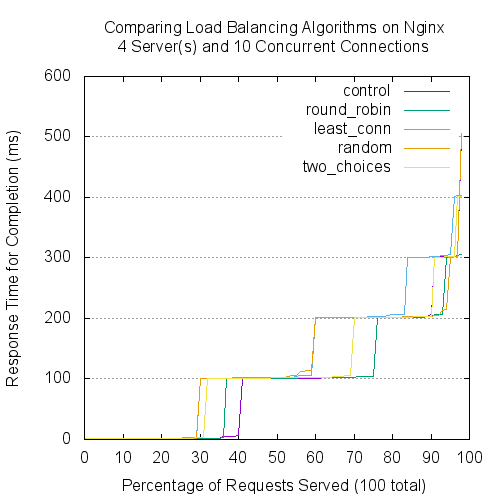 Comparing Load Balancing Algorithms on Nginx
4 Server(s) and 10 Concurrent Connections
Response Time for Completion (ms)
600
500
400
300
200
100
0
control
round_robin
least_conn
random
two_choices
0 10 20 30 40 50 60 70 80 90 100
Percentage of Requests Served (100 total)